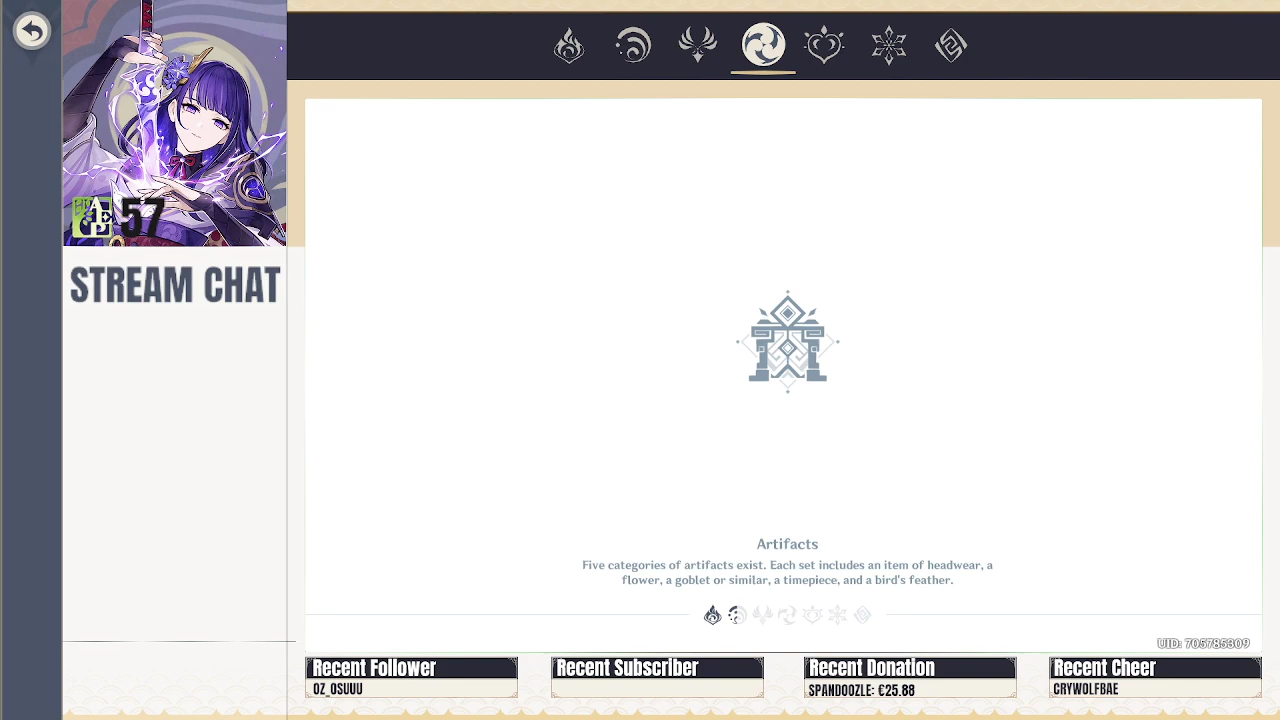 AEP
57
STREAM CHAT
Artifacts
Five categories of artifacts exist. Each set includes an item of headwear, a
flower, a goblet or similar, a timepiece, and a bird's feather.
UID: 705785309
Recent Follower
OZ_OSUUU
Recent Subscriber
Recent Donation
SPANDOOZLE: €25.88
Recent Cheer
CRYWOLFBAE